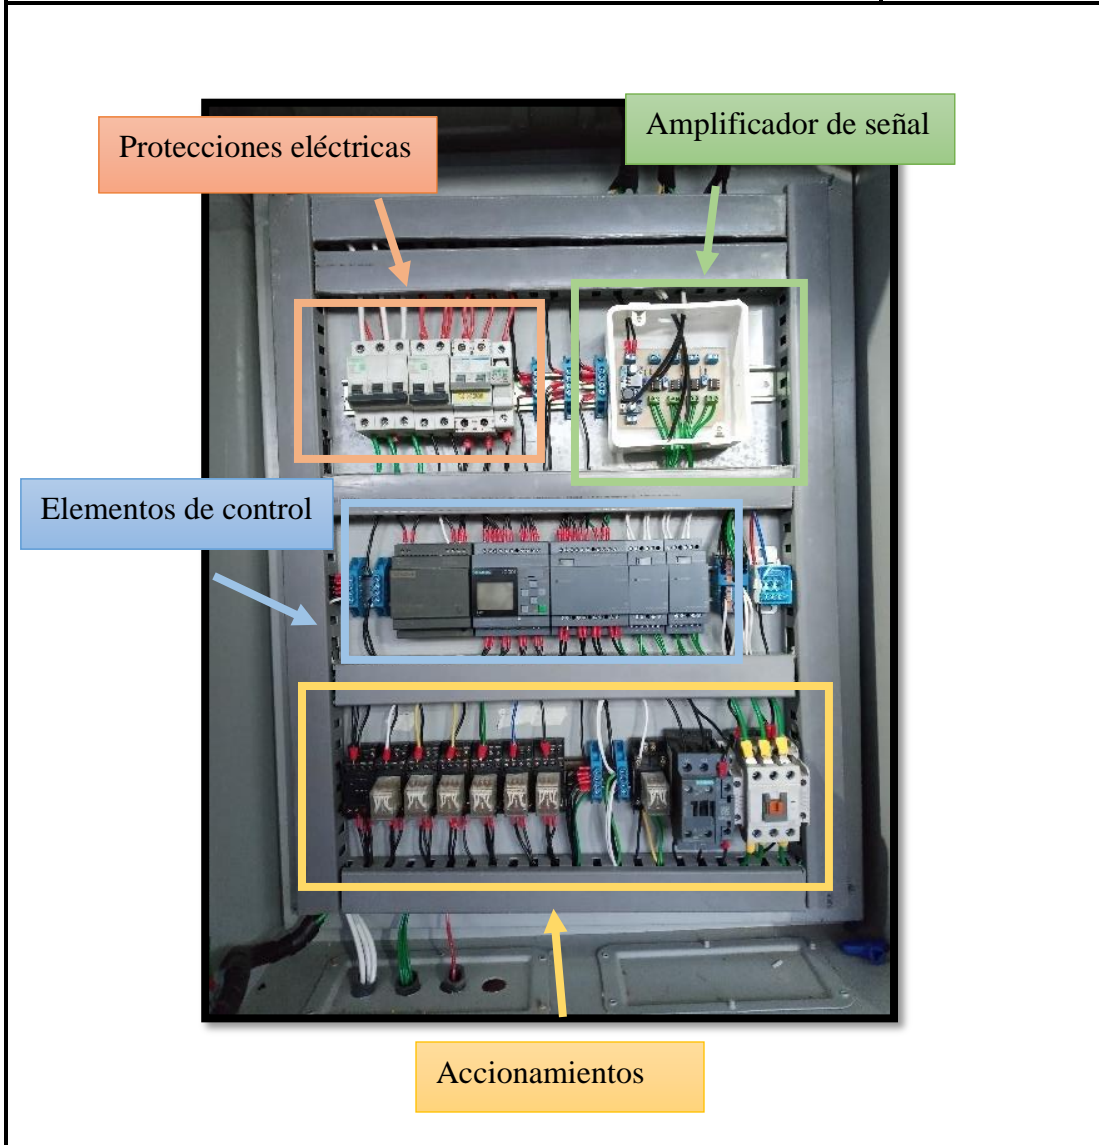 Amplificador de señal
Protecciones eléctricas
Elementos de control
Accionamientos